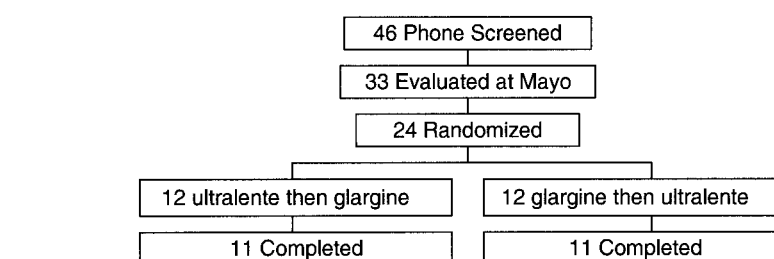 46 Phone Screened
33 Evaluated at Mayo
24 Randomized
12 ultralente then glargine
12 glargine then ultralente
11 Completed
11 Completed